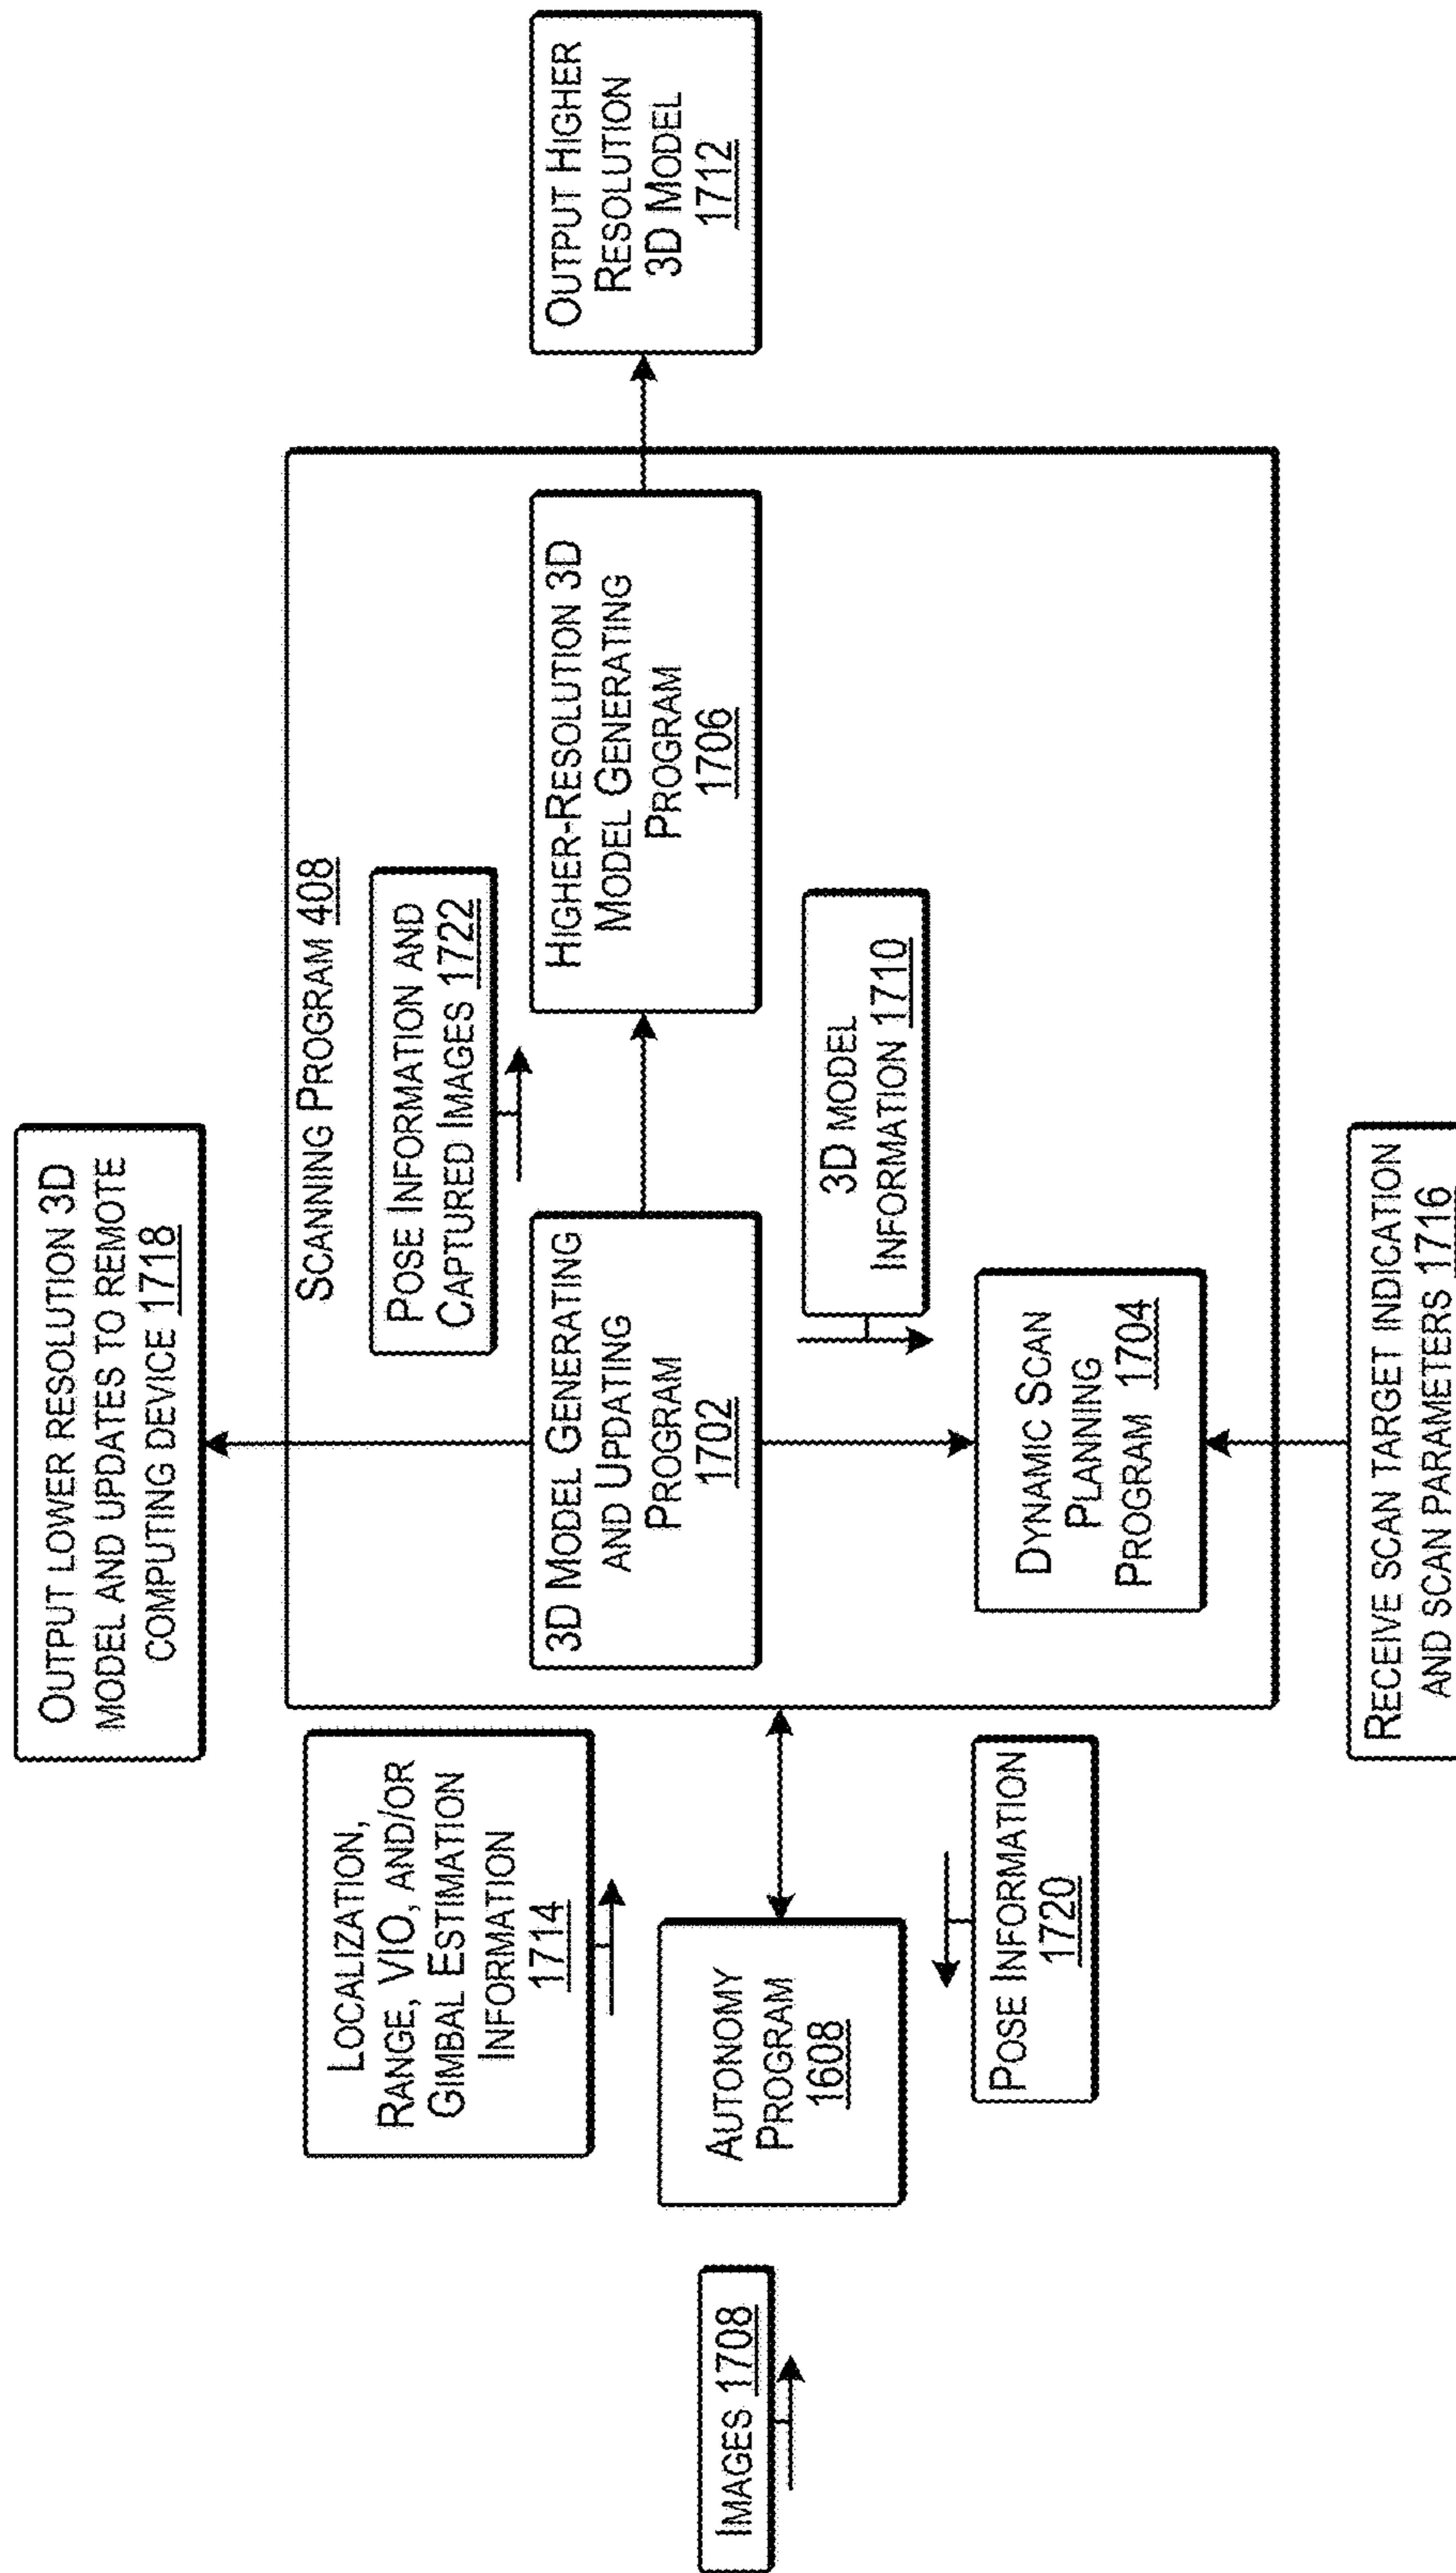 OUTPUT LOWER RESOLUTION 3D
MODEL AND UPDATES TO REMOTE
COMPUTING DEVICE 1718
LOCALIZATION,
RANGE, VIO, AND/OR
GIMBAL ESTIMATION
INFORMATION
1714
SCANNING PROGRAM 408
POSE INFORMATION AND
CAPTURED IMAGES 1722
IMAGES 1708
AUTONOMY
PROGRAM
1608
3D MODEL GENERATING
AND UPDATING
PROGRAM
1702
HIGHER-RESOLUTION 3D
MODEL GENERATING
PROGRAM
1706
OUTPUT HIGHER
RESOLUTION
3D MODEL
1712
POSE INFORMATION
1720
3D MODEL
INFORMATION 1710
DYNAMIC SCAN
PLANNING
PROGRAM 1704
RECEIVE SCAN TARGET INDICATION
AND SCAN PARAMETERS 1716